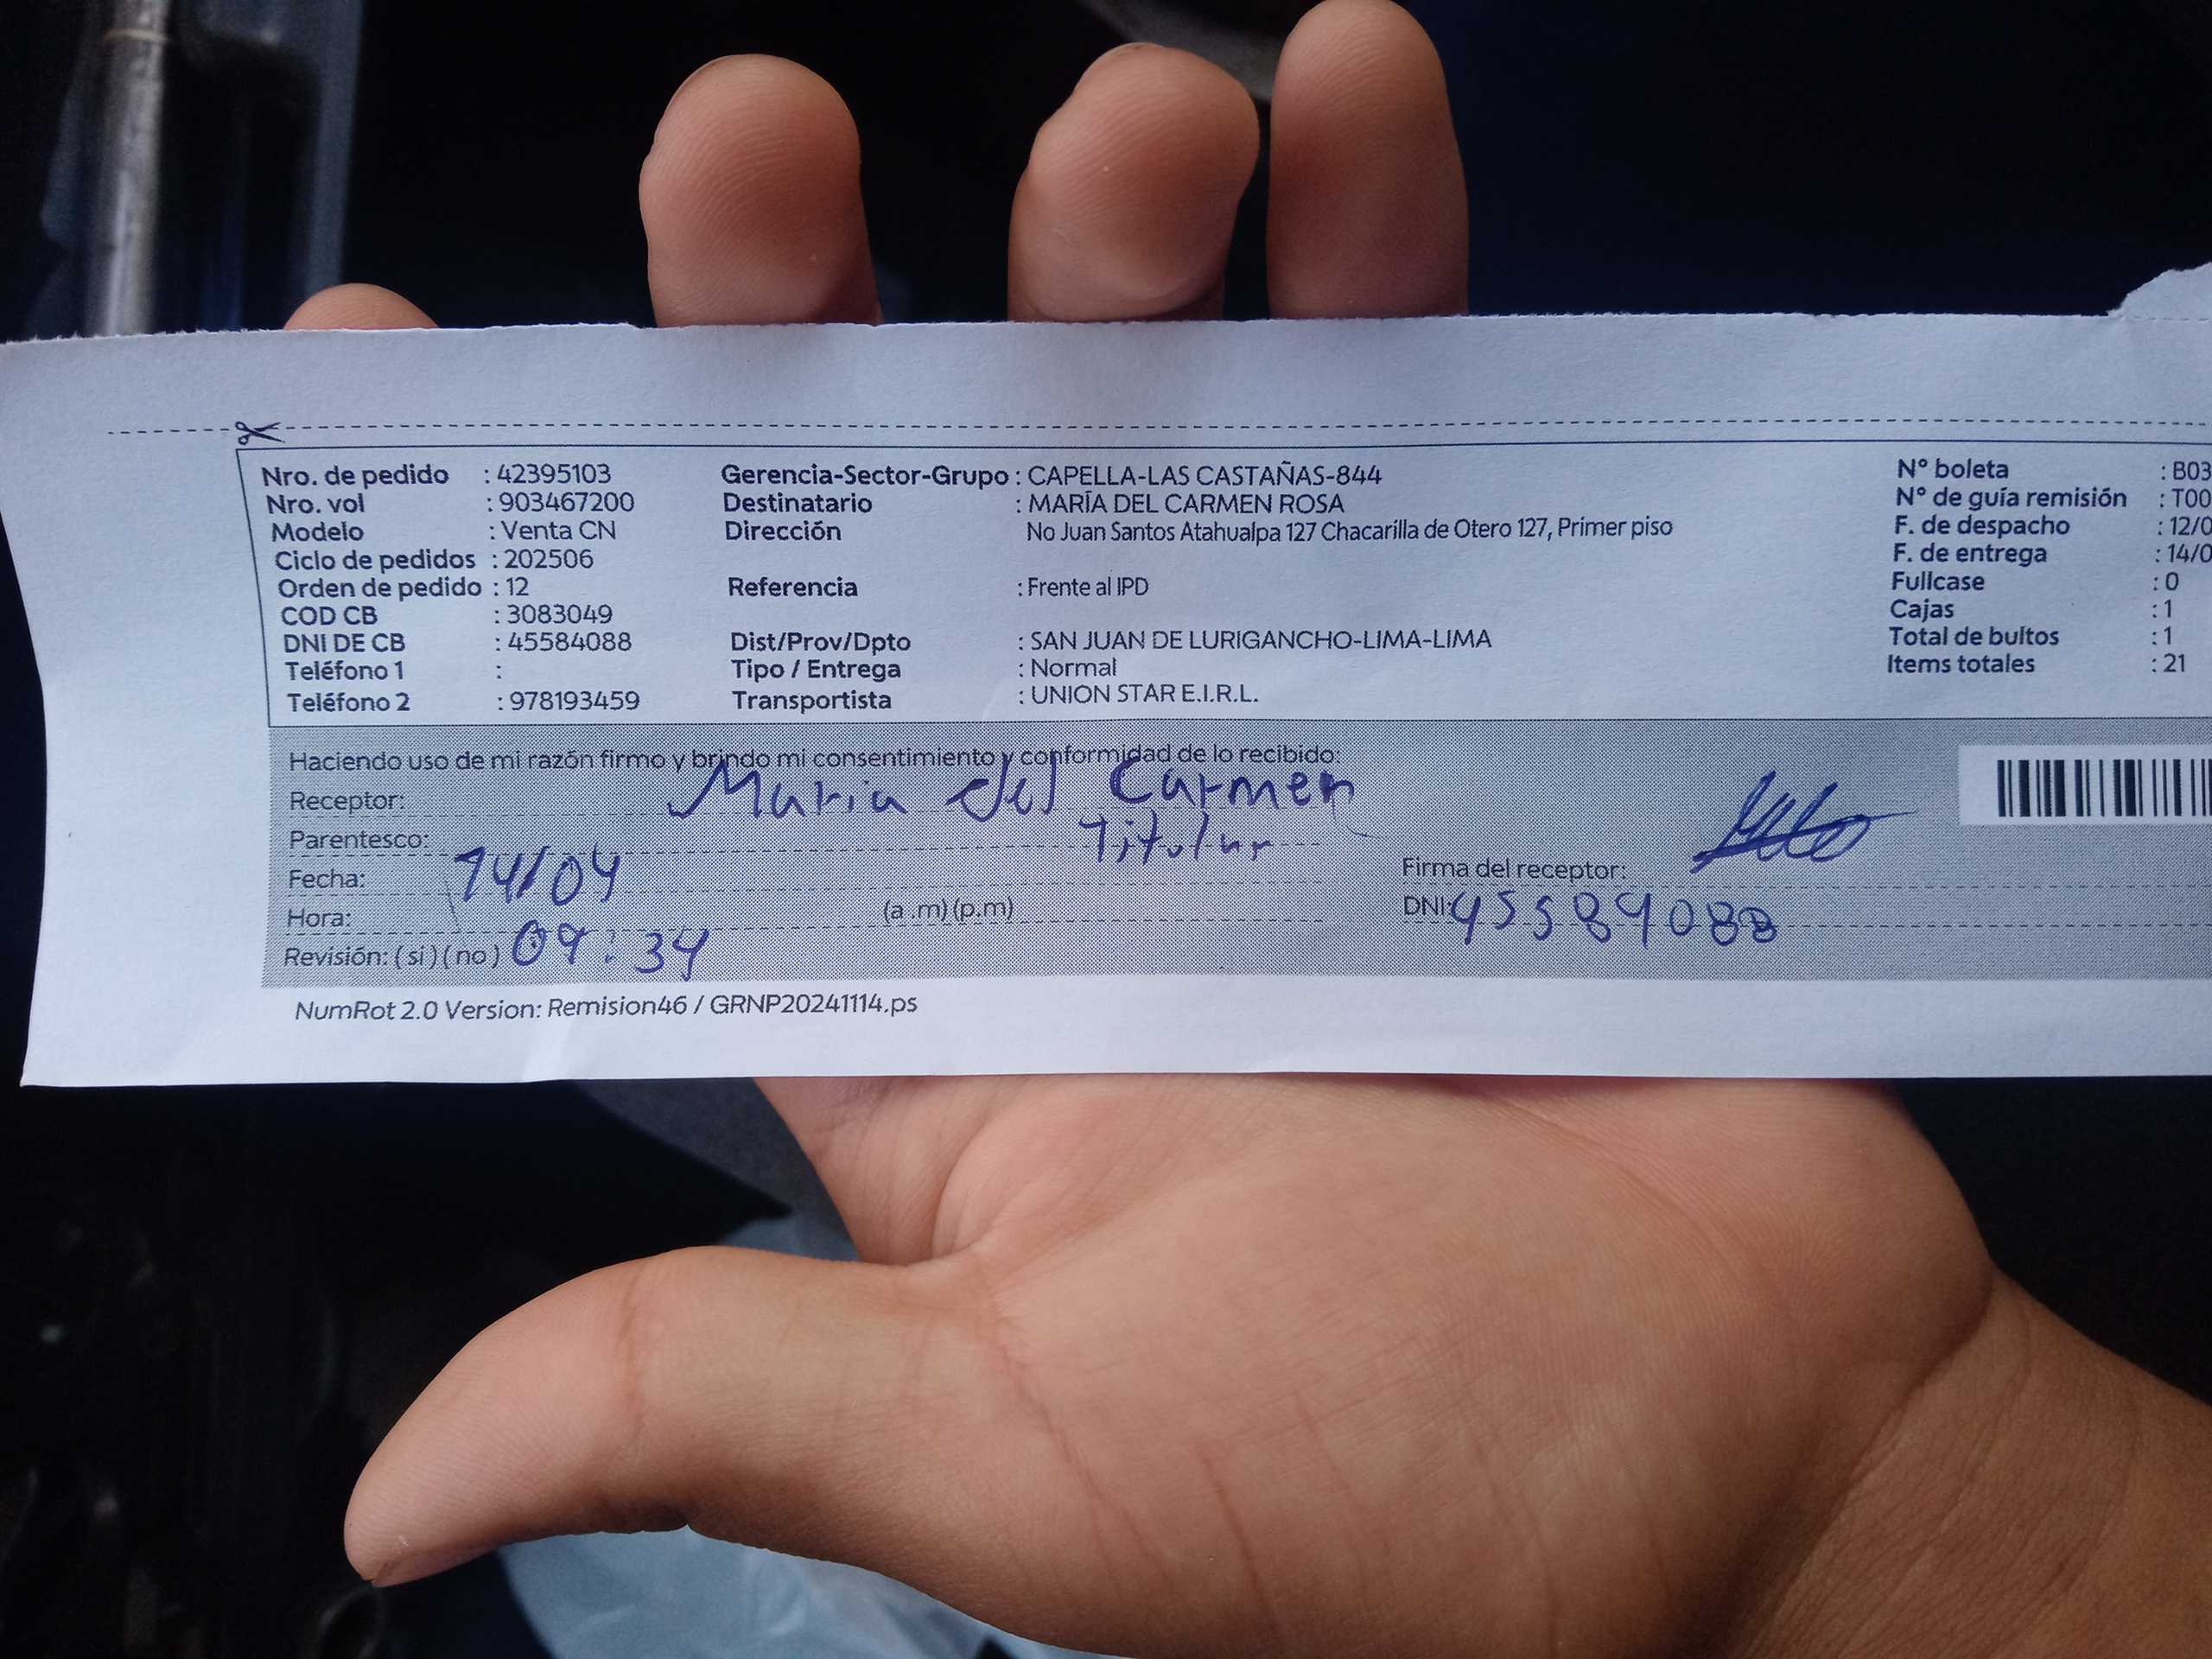 Nro. de pedido : 42395103 Gerencia-Sector-Grupo : CAPELLA-LAS CASTAÑAS-844 N° boleta : B03
Nro. vol : 903467200 Destinatario : MARÍA DEL CARMEN ROSA N° de guía remisión : T00
Modelo : Venta CN Dirección No Juan Santos Atahualpa 127 Chacarilla de Otero 127, Primer piso F. de despacho : 12/0
Ciclo de pedidos : 202506 F. de entrega : 14/0
Orden de pedido : 12 Referencia : Frente al IPD Fullcase : 0
COD CB : 3083049 Cajas : 1
DNI DE CB : 45584088 Dist/Prov/Dpto : SAN JUAN DE LURIGANCHO-LIMA-LIMA Total de bultos : 1
Teléfono 1 : Tipo / Entrega : Normal Items totales : 21
Teléfono 2 : 978193459 Transportista : UNION STAR E.I.R.L.
Haciendo uso de mi razón firmo y brindo mi consentimiento y conformidad de lo recibido:
Receptor: Maria del Carmen
Parentesco: Titular
Fecha: 14/04 Firma del receptor:
Hora: (a .m) (p.m) DNI: 45584088
Revisión: ( si ) ( no ) 09:34
NumRot 2.0 Version: Remision46 / GRNP20241114.ps